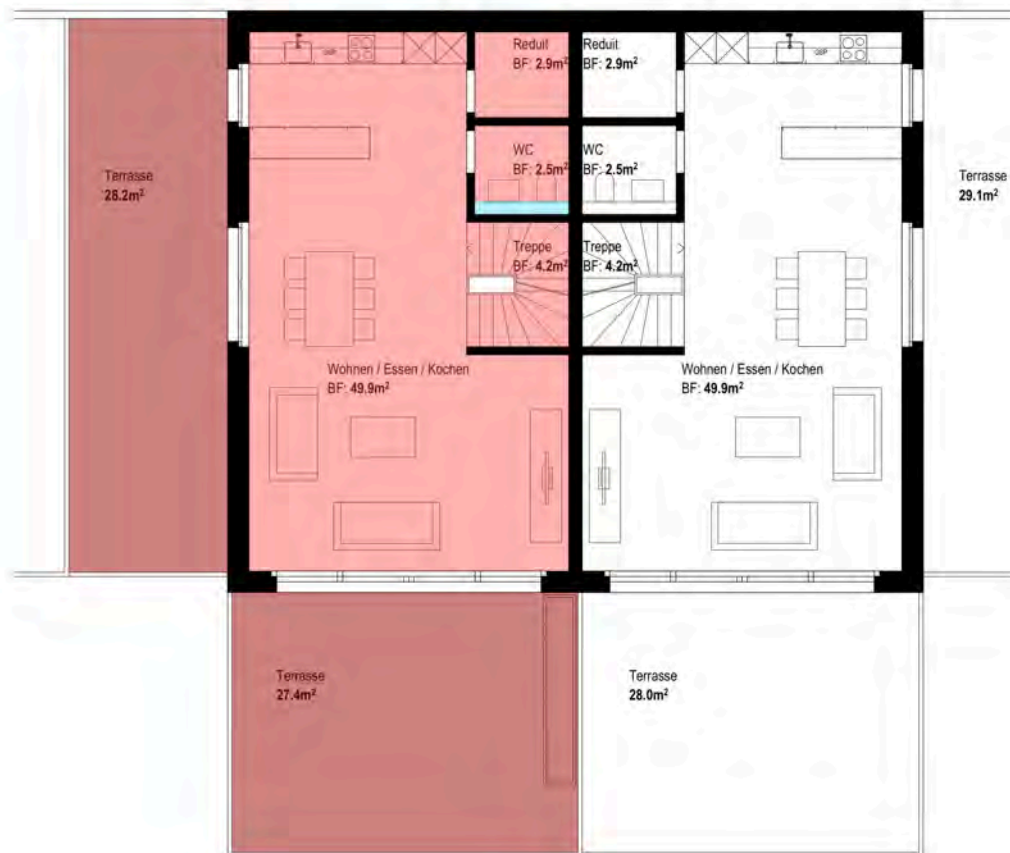 Reduit
BF: 2.9m²
Reduit
BF: 2.9m²
WC
BF: 2.5m²
WC
BF: 2.5m²
Terrasse
28.2m²
Terrasse
29.1m²
Treppe
BF: 4.2m²
Treppe
BF: 4.2m²
Wohnen / Essen / Kochen
BF: 49.9m²
Wohnen / Essen / Kochen
BF: 49.9m²
Terrasse
27.4m²
Terrasse
28.0m²